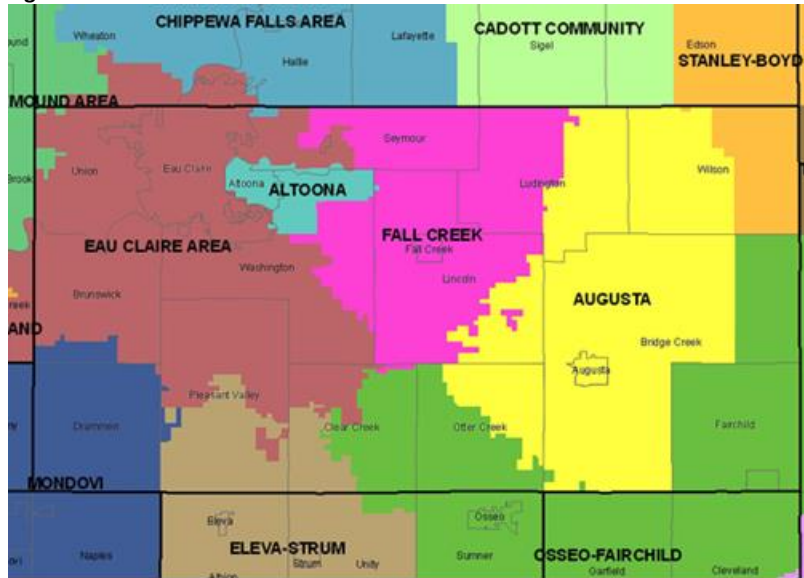 CHIPPEWA FALLS AREA
CADOTT COMMUNITY
Wheaton
Lafayette
Sigel
Edson
STANLEY-BOYD
Hallie
MOUND AREA
Seymour
Union
Eau Claire
Wilson
Altoona
ALTOONA
Ludington
FALL CREEK
EAU CLAIRE AREA
Fall Creek
Washington
Lincoln
Brunswick
AUGUSTA
Bridge Creek
Augusta
Pleasant Valley
Drammen
Clear Creek
Otter Creek
Fairchild
MONDOVI
Eleva
Osseo
ELEVA-STRUM
OSSEO-FAIRCHILD
Naples
Strum
Unity
Sumner
Garfield
Cleveland
Albion